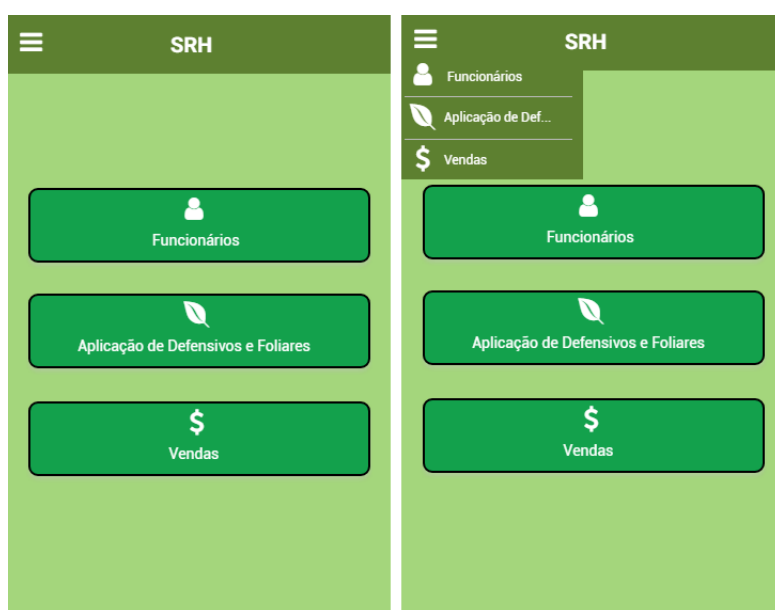 SRH
Funcionários
Aplicação de Defensivos e Foliares
$
Vendas
SRH
Funcionários
Aplicação de Def...
$ Vendas
Funcionários
Aplicação de Defensivos e Foliares
$
Vendas